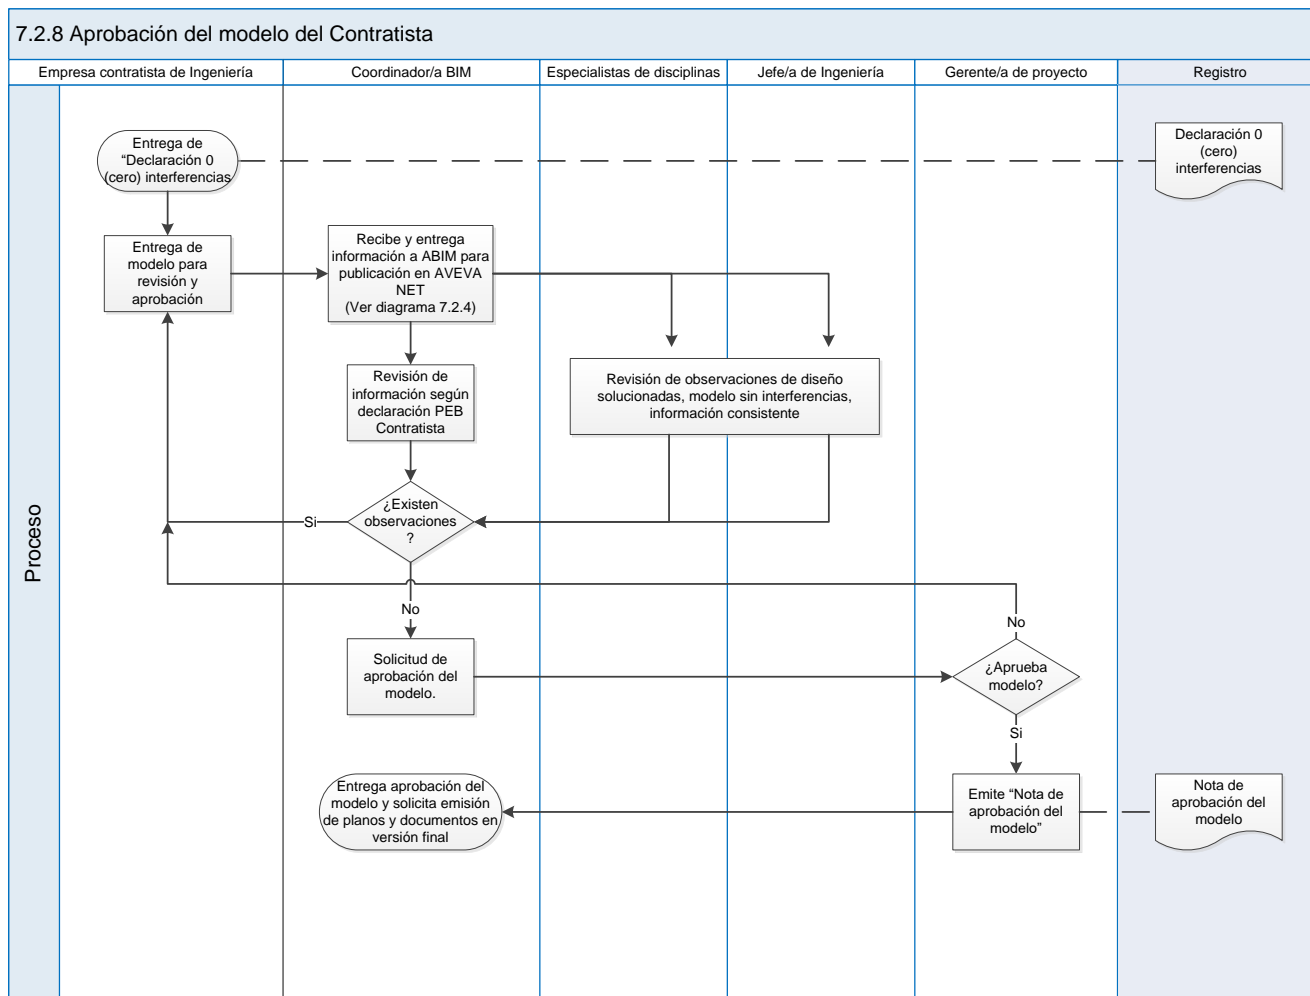 7.2.8 Aprobación del modelo del Contratista
Empresa contratista de Ingeniería
Coordinador/a BIM
Especialistas de disciplinas
Jefe/a de Ingeniería
Gerente/a de proyecto
Registro
Proceso
Entrega de
“Declaración 0
(cero) interferencias
Declaración 0
(cero)
interferencias
Entrega de
modelo para
revisión y
aprobación
Recibe y entrega
información a ABIM para
publicación en AVEVA
NET
(Ver diagrama 7.2.4)
Revisión de
información según
declaración PEB
Contratista
Revisión de observaciones de diseño
solucionadas, modelo sin interferencias,
información consistente
¿Existen
observaciones
?
Si
No
Solicitud de
aprobación del
modelo.
No
¿Aprueba
modelo?
Si
Entrega aprobación del
modelo y solicita emisión
de planos y documentos en
versión final
Emite “Nota de
aprobación del
modelo”
Nota de
aprobación del
modelo